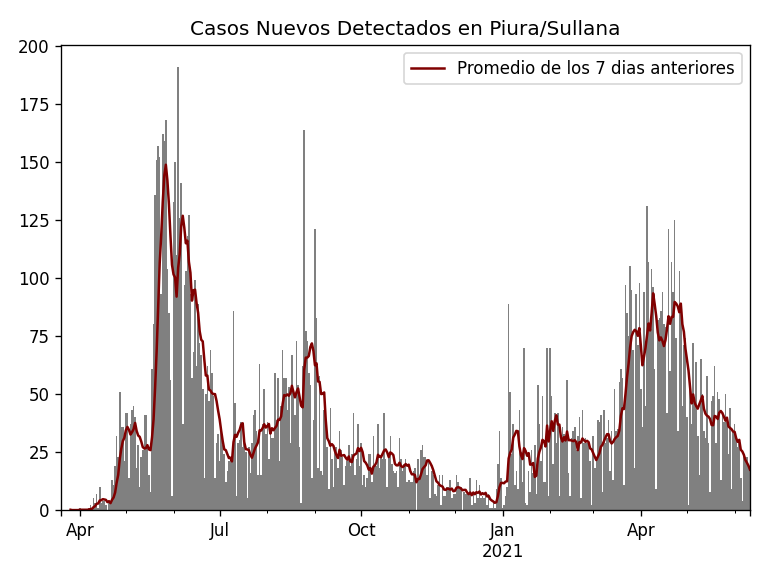 Casos Nuevos Detectados en Piura/Sullana
Promedio de los 7 dias anteriores
200
175
150
125
100
75
50
25
0
Apr
Jul
Oct
Jan
2021
Apr